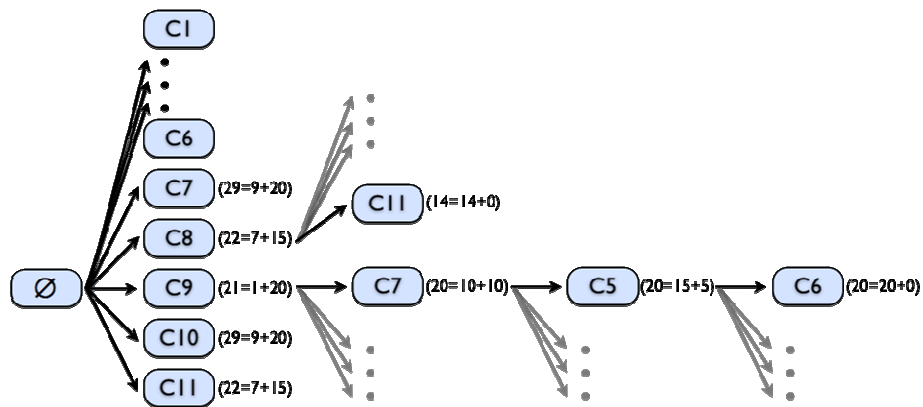 C1
C6
C7 (29=9+20)
C11 (14=14+0)
C8 (22=7+15)
Ø C9 (21=1+20) C7 (20=10+10) C5 (20=15+5) C6 (20=20+0)
C10 (29=9+20)
C11 (22=7+15)